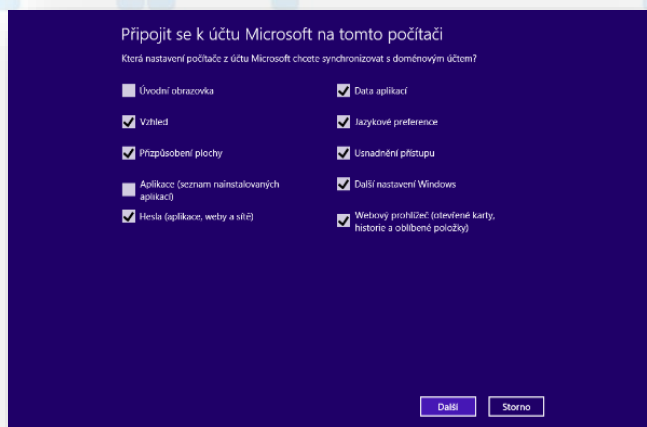 Připojit se k účtu Microsoft na tomto počítači
Která nastavení počítače z účtu Microsoft chcete synchronizovat s doménovým účtem?
Úvodní obrazovka
Vzhled
Přizpůsobení plochy
Aplikace (seznam nainstalovaných
aplikací)
Hesla (aplikace, weby a sítě)
Data aplikací
Jazykové preference
Usnadnění přístupu
Další nastavení Windows
Webový prohlížeč (otevřené karty,
historie a oblíbené položky)
Další
Storno